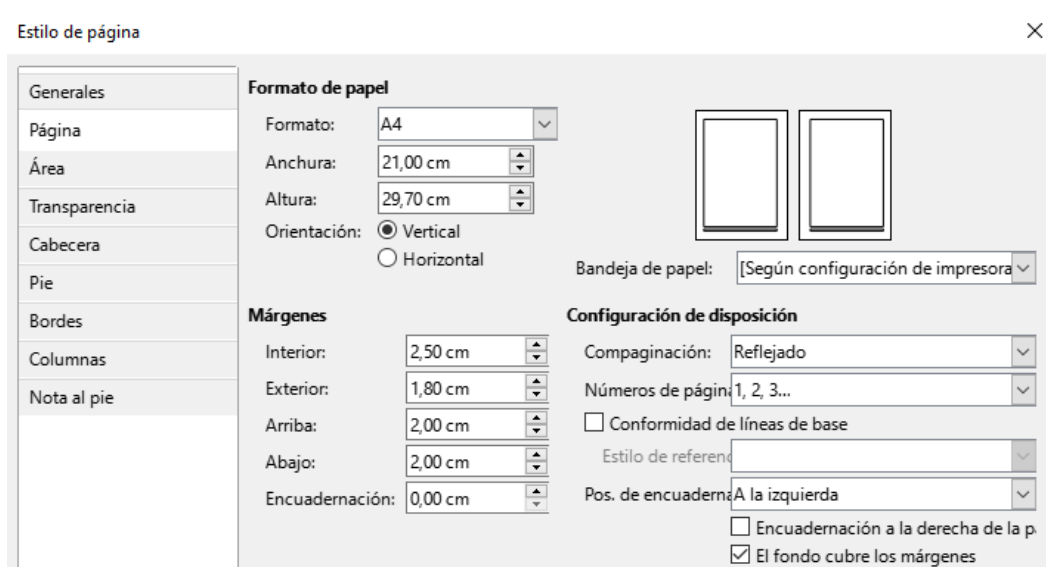 Estilo de página
Generales
Página
Área
Transparencia
Cabecera
Pie
Bordes
Columnas
Nota al pie
Formato de papel
Formato: A4
Anchura: 21,00 cm
Altura: 29,70 cm
Orientación: Vertical
Horizontal
Bandeja de papel: [Según configuración de impresora
Márgenes
Interior: 2,50 cm
Exterior: 1,80 cm
Arriba: 2,00 cm
Abajo: 2,00 cm
Encuadernación: 0,00 cm
Configuración de disposición
Compaginación: Reflejado
Números de página 1, 2, 3...
Conformidad de líneas de base
Estilo de referenc
Pos. de encuaderna A la izquierda
Encuadernación a la derecha de la p
El fondo cubre los márgenes